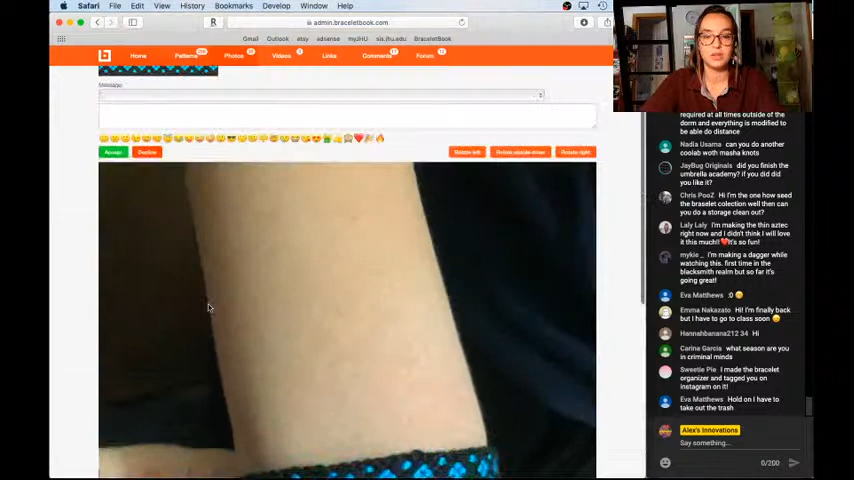 Safari File Edit View History Bookmarks Develop Window
admin.braceletbook.com
Gmail Outlook etsy adsense myJHU sis.jhu.edu BraceletBook
Home Patterns Photos Videos Links Comments Forum
Message:
Accept Decline Rotate left Rotate upside-down Rotate right
required at all times outside of the
dorm and everything is modified to
be able do distance
Nadia Usama can you do another
coolab woth masha knots
JayBug Originals did you finish the
umbrella academy? if you did did
you like it?
Chris PooZ Hi I'm the one how seed
the braselet colection well then can
you do a storage clean out?
Laly Laly I'm making the thin aztec
right now and I didn't think I will love
it this much!!❤️It's so fun!
mykie _ i'm making a dagger while
watching this. first time in the
blacksmith realm but so far it's
going great!
Eva Matthews :0
Emma Nakazato Hi! I'm finally back
but I have to go to class soon
Hannahbanana212 34 Hi
Carina Garcia what season are you
in criminal minds
Sweetie Pie I made the bracelet
organizer and tagged you on
instagram on it!
Eva Matthews Hold on I have to
take out the trash
Alex's Innovations
Say something...
0/200